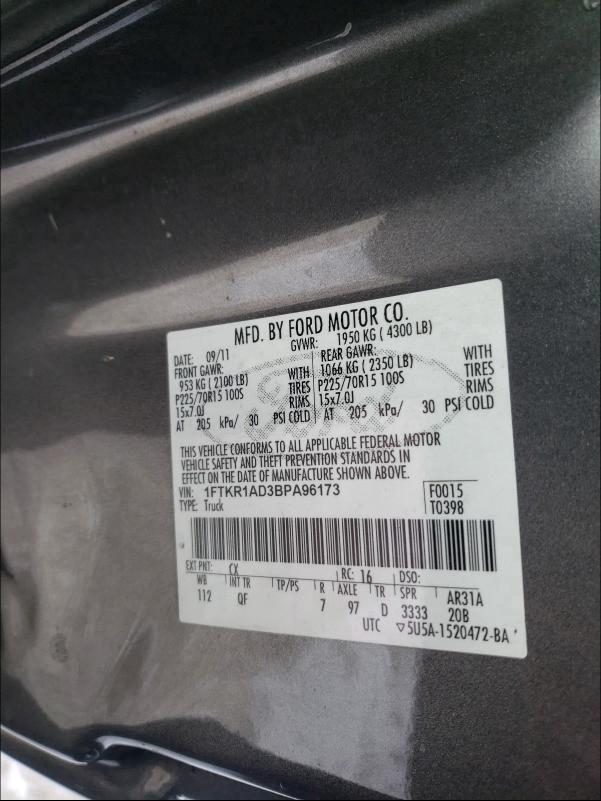 MFD. BY FORD MOTOR CO.
DATE: 09/11 GVWR: 1950 KG ( 4300 LB)
FRONT GAWR: REAR GAWR:
953 KG ( 2100 LB) WITH 1066 KG ( 2350 LB) WITH
P225/70R15 100S TIRES P225/70R15 100S TIRES
15x7.0J RIMS 15x7.0J RIMS
AT 205 kPa/ 30 PSI COLD AT 205 kPa/ 30 PSI COLD
THIS VEHICLE CONFORMS TO ALL APPLICABLE FEDERAL MOTOR
VEHICLE SAFETY AND THEFT PREVENTION STANDARDS IN
EFFECT ON THE DATE OF MANUFACTURE SHOWN ABOVE.
VIN: 1FTKR1AD3BPA96173 F0015
TYPE: Truck T0398
EXT PNT: CX RC: 16 DSO:
WB INT TR TP/PS R AXLE TR SPR AR31A
112 QF 7 97 D 3333 20B
UTC ▽5U5A-1520472-BA